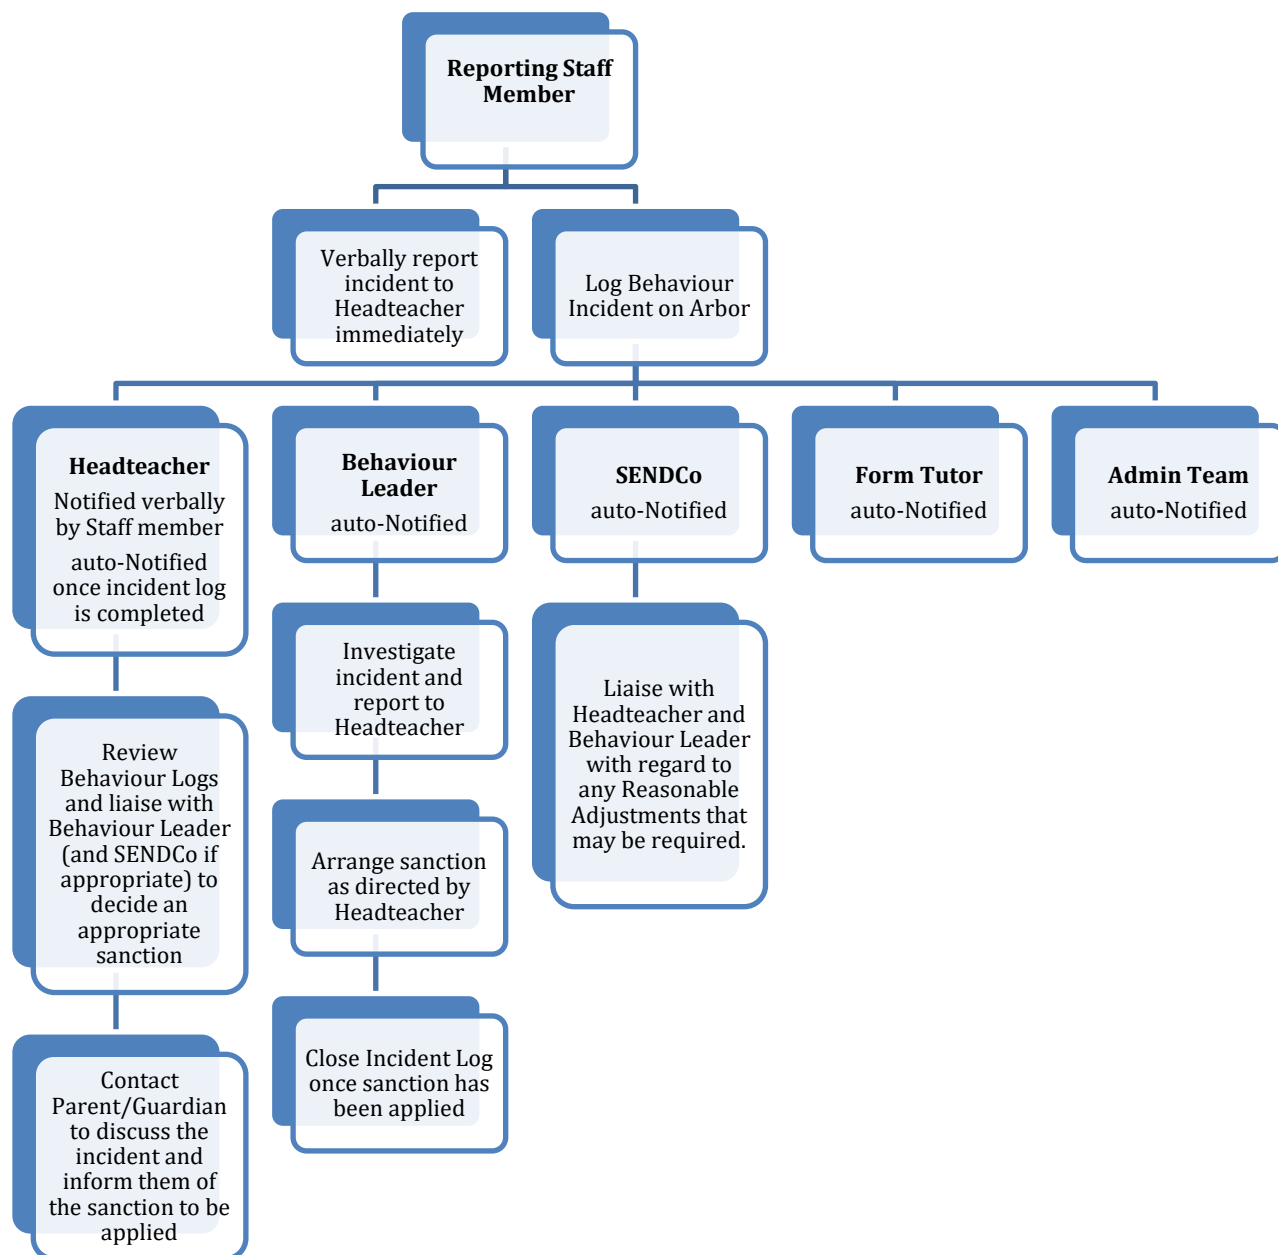 Reporting Staff
Member
Verbally report
incident to
Headteacher
immediately
Log Behaviour
Incident on Arbor
Headteacher
Notified verbally
by Staff member
auto-Notified
once incident log
is completed
Behaviour
Leader
auto-Notified
SENDCo
auto-Notified
Form Tutor
auto-Notified
Admin Team
auto-Notified
Review
Behaviour Logs
and liaise with
Behaviour Leader
(and SENDCo if
appropriate) to
decide an
appropriate
sanction
Investigate
incident and
report to
Headteacher
Liaise with
Headteacher and
Behaviour Leader
with regard to
any Reasonable
Adjustments that
may be required.
Arrange sanction
as directed by
Headteacher
Close Incident Log
once sanction has
been applied
Contact
Parent/Guardian
to discuss the
incident and
inform them of
the sanction to be
applied